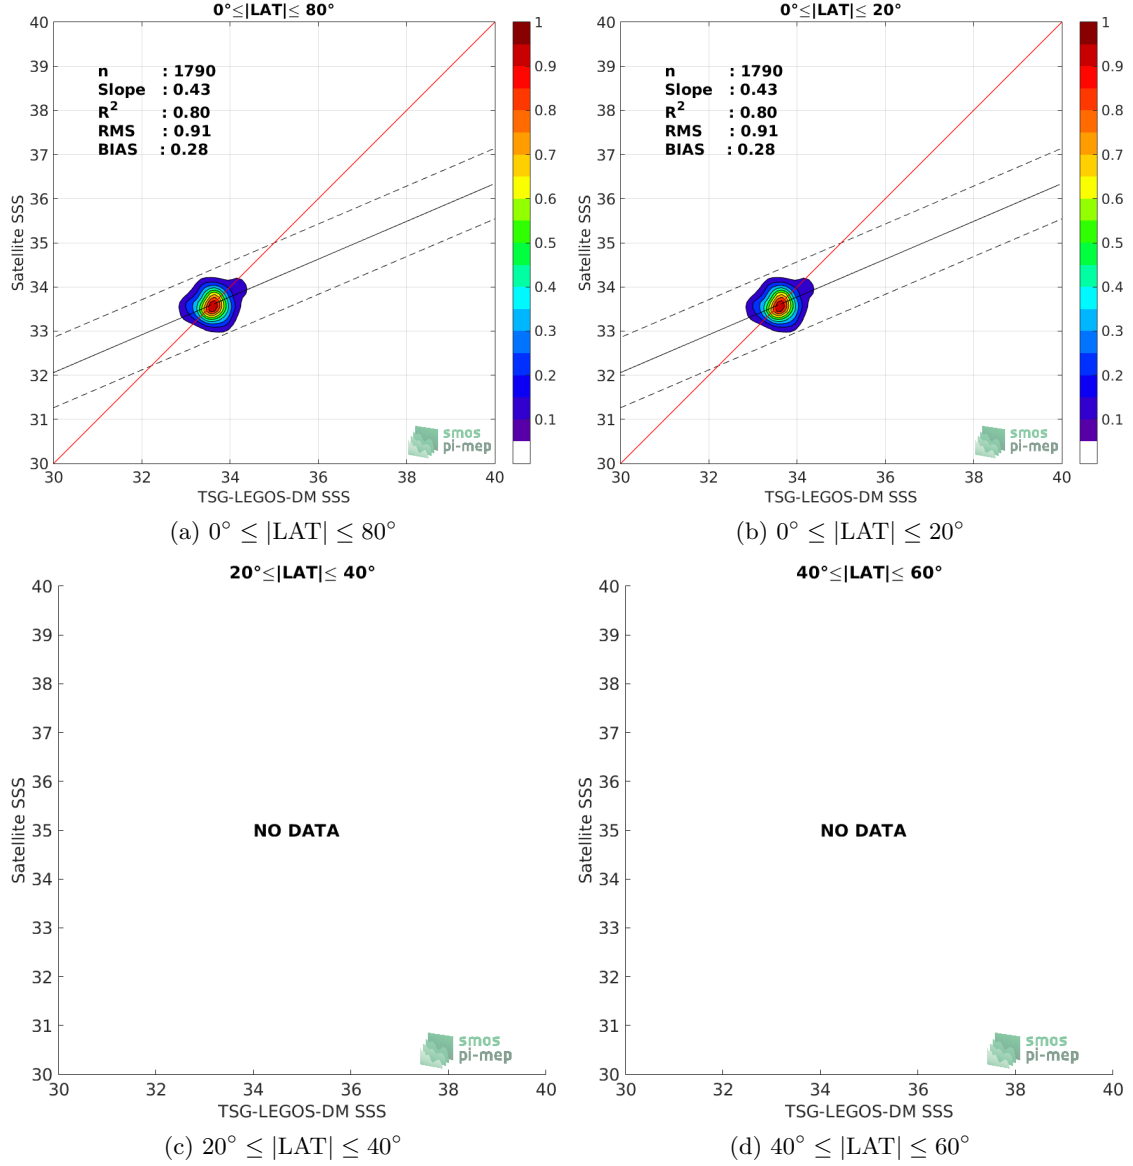 0°≤|LAT|≤ 80°
n : 1790
Slope : 0.43
R2 : 0.80
RMS : 0.91
BIAS : 0.28
40
39
38
37
36
35
34
33
32
31
30
Satellite SSS
30 32 34 36 38 40
TSG-LEGOS-DM SSS
1
0.9
0.8
0.7
0.6
0.5
0.4
0.3
0.2
0.1
smos
pi-mep
(a) 0° ≤ |LAT| ≤ 80°
0°≤|LAT|≤ 20°
n : 1790
Slope : 0.43
R2 : 0.80
RMS : 0.91
BIAS : 0.28
40
39
38
37
36
35
34
33
32
31
30
Satellite SSS
30 32 34 36 38 40
TSG-LEGOS-DM SSS
1
0.9
0.8
0.7
0.6
0.5
0.4
0.3
0.2
0.1
smos
pi-mep
(b) 0° ≤ |LAT| ≤ 20°
20°≤|LAT|≤ 40°
40
39
38
37
36
35
34
33
32
31
30
Satellite SSS
NO DATA
smos
pi-mep
30 32 34 36 38 40
TSG-LEGOS-DM SSS
(c) 20° ≤ |LAT| ≤ 40°
40°≤|LAT|≤ 60°
40
39
38
37
36
35
34
33
32
31
30
Satellite SSS
NO DATA
smos
pi-mep
30 32 34 36 38 40
TSG-LEGOS-DM SSS
(d) 40° ≤ |LAT| ≤ 60°